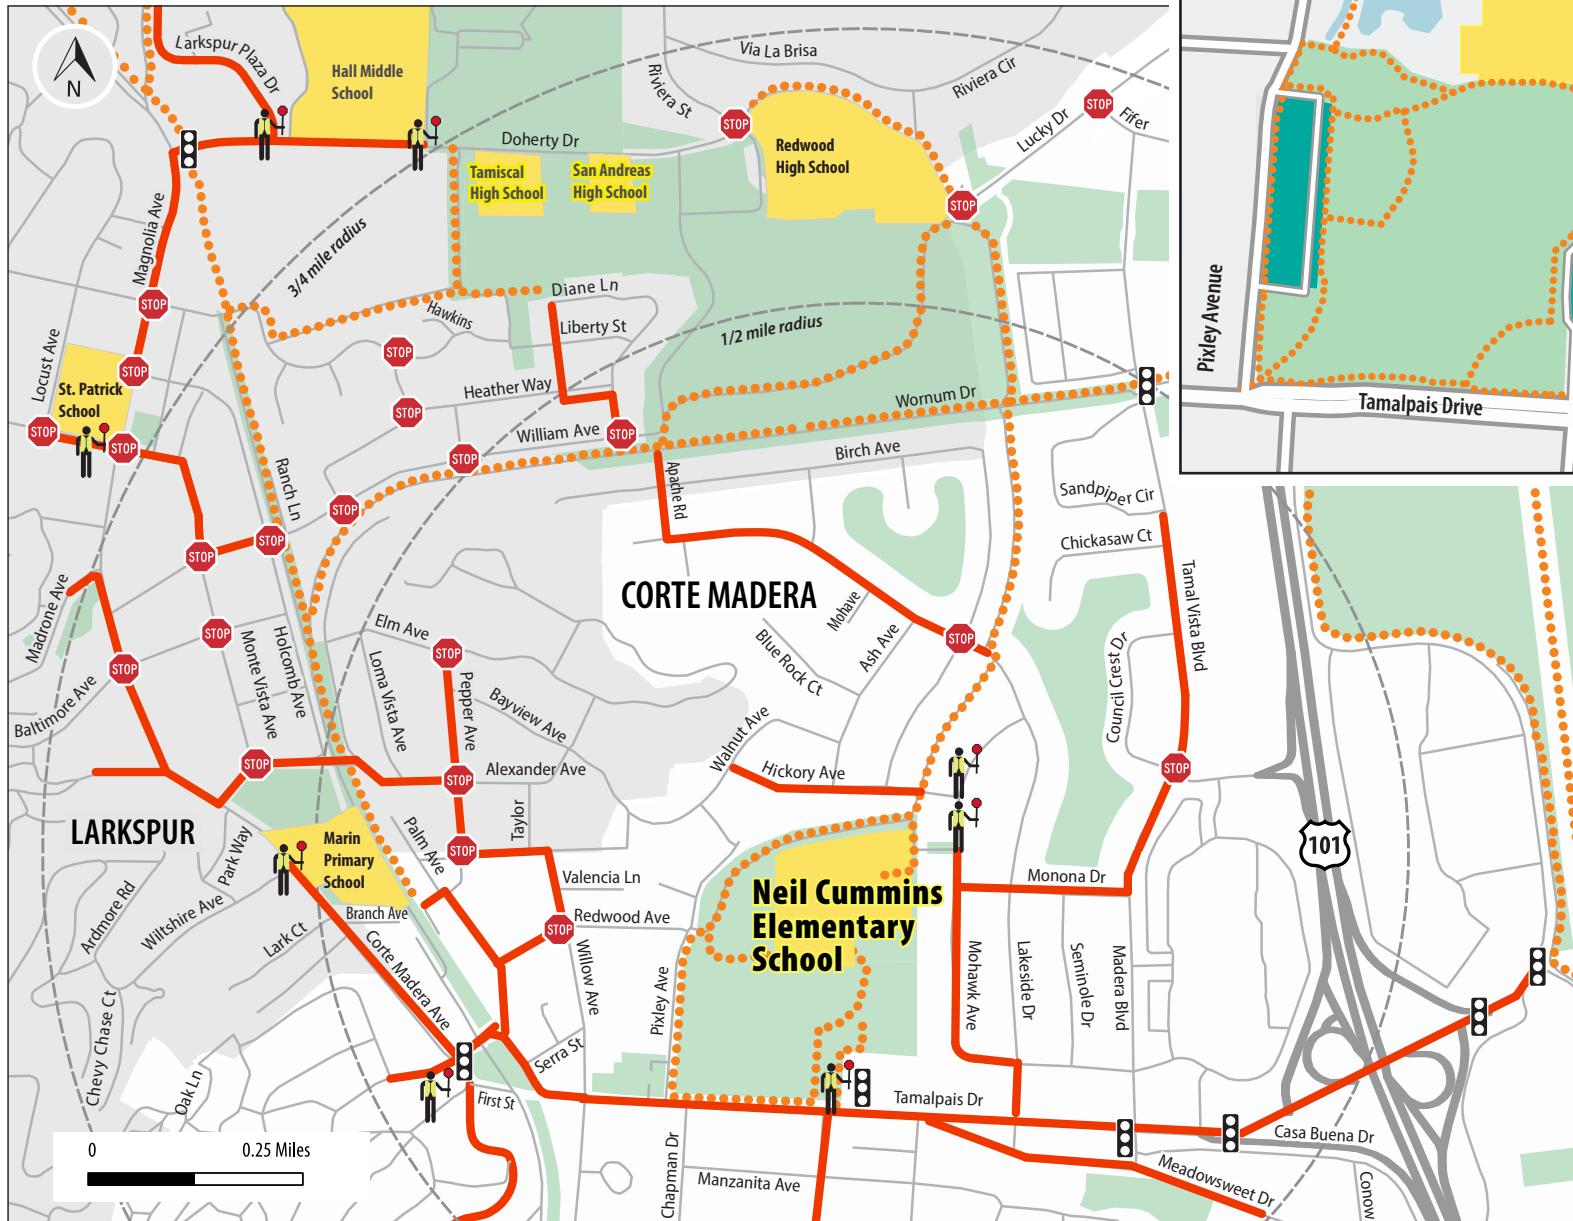 Larkspur Plaza Dr
N
Hall Middle
School
Via La Brisa
Riviera St
Riviera Cir
STOP
STOP
Fifer
Lucky Dr
Doherty Dr
Redwood
High School
Tamiscal
High School
San Andreas
High School
STOP
Magnolia Ave
3/4 mile radius
Diane Ln
STOP
Hawkins
Liberty St
1/2 mile radius
Locust Ave
STOP
STOP
St. Patrick
School
Heather Way
Wornum Dr
STOP
STOP
STOP
William Ave
STOP
STOP
Birch Ave
Ranch Ln
Apache Rd
STOP
Sandpiper Cir
STOP
STOP
Chickasaw Ct
Madrone Ave
CORTE MADERA
Mohave
Tamal Vista Blvd
STOP
Elm Ave
STOP
STOP
Blue Rock Ct
Ash Ave
Council Crest Dr
STOP
Baltimore Ave
Monte Vista Ave
Holcomb Ave
Loma Vista Ave
Pepper Ave
Bayview Ave
Walnut Ave
STOP
Alexander Ave
STOP
Hickory Ave
STOP
LARKSPUR
Park Way
Marin
Primary
School
Palm Ave
Taylor
STOP
101
Valencia Ln
Monona Dr
Neil Cummins
Elementary
School
Ardmore Rd
Wiltshire Ave
Branch Ave
Redwood Ave
STOP
Lark Ct
Corte Madera Ave
Willow Ave
Pixley Ave
Mohawk Ave
Lakeside Dr
Seminole Dr
Madera Blvd
Chevy Chase Ct
Oak Ln
Serra St
First St
Tamalpais Dr
Casa Buena Dr
0
0.25 Miles
Chapman Dr
Manzanita Ave
Meadowsweet Dr
Conow
Pixley Avenue
Tamalpais Drive